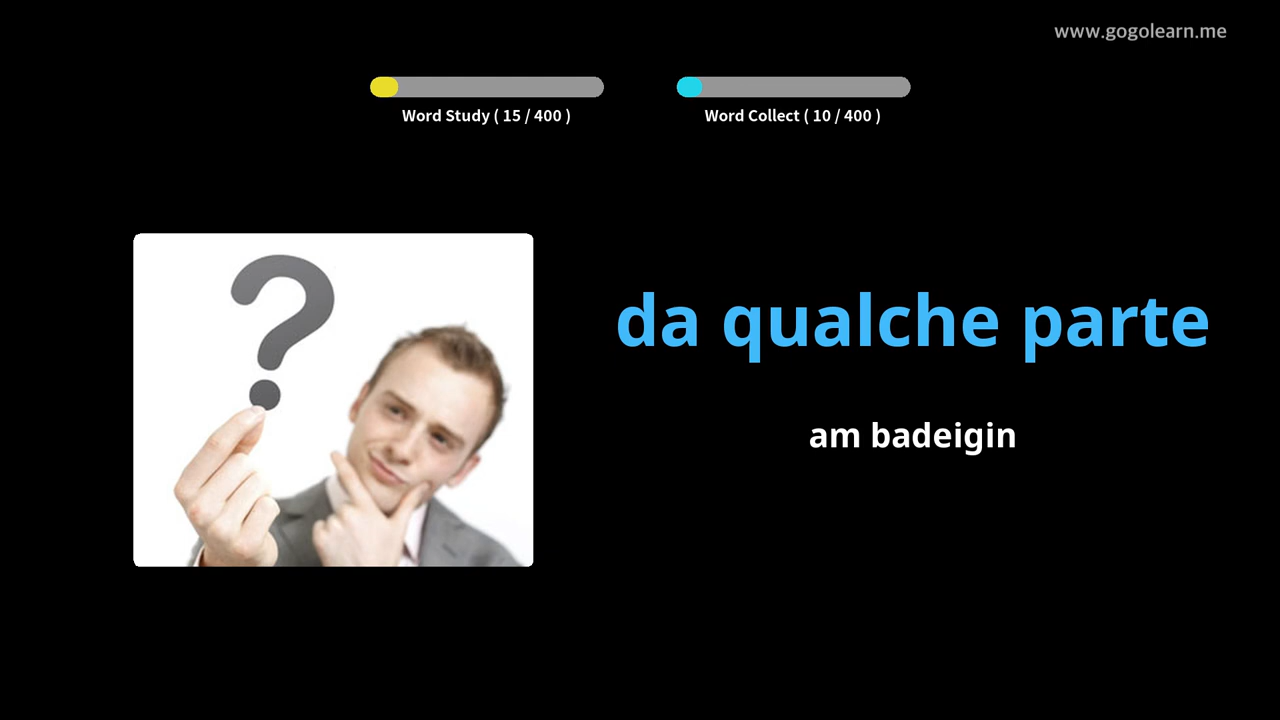 www.gogolearn.me
Word Study ( 15 / 400 )
Word Collect ( 10 / 400 )
da qualche parte
am badeigin